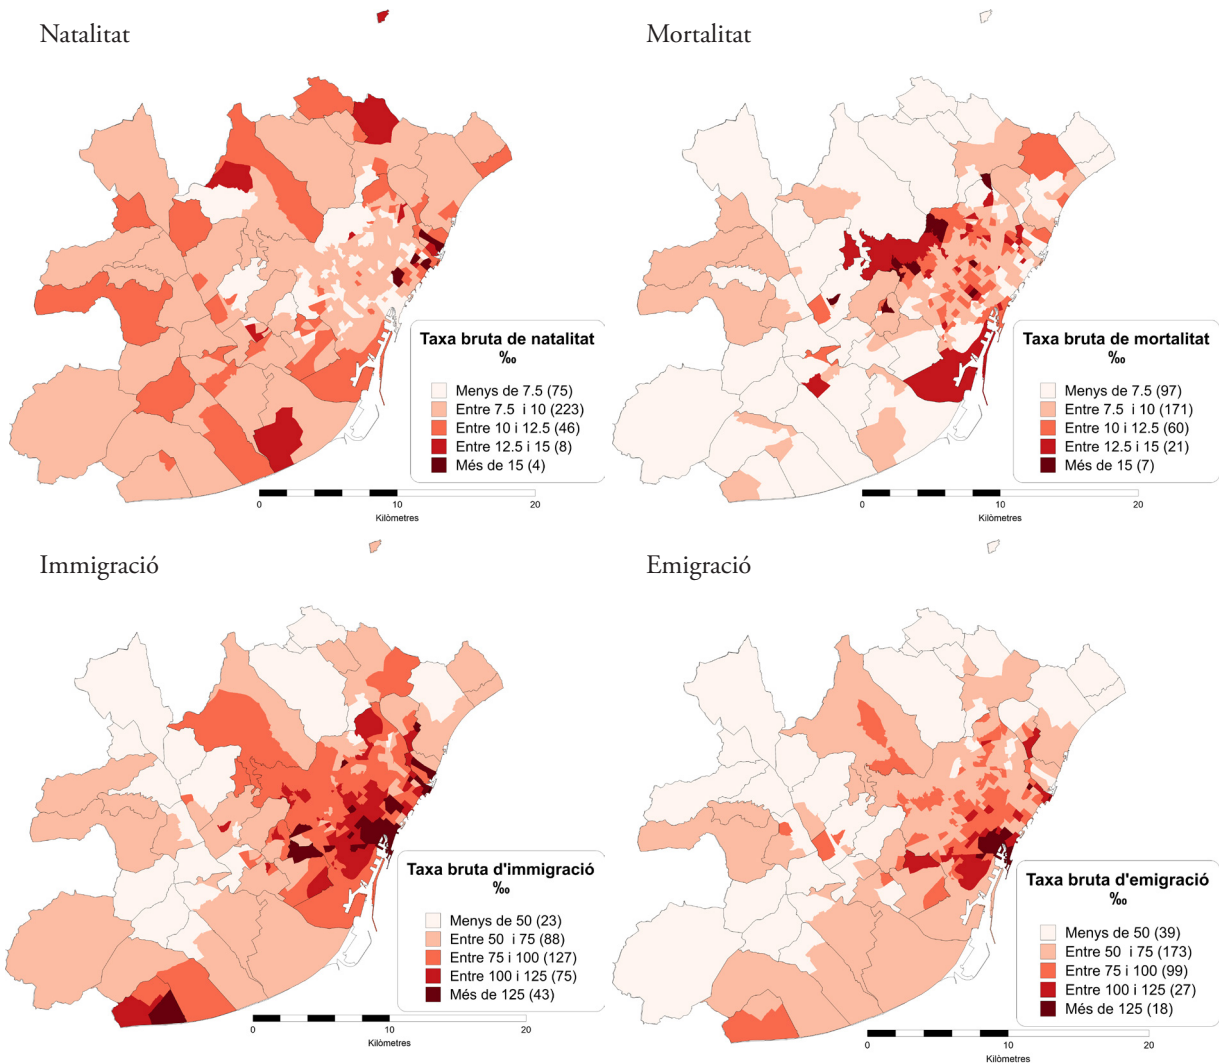 Natalitat
Taxa bruta de natalitat
‰
Menys de 7.5 (75)
Entre 7.5 i 10 (223)
Entre 10 i 12.5 (46)
Entre 12.5 i 15 (8)
Més de 15 (4)
0 10 20
Kilòmetres
Mortalitat
Taxa bruta de mortalitat
‰
Menys de 7.5 (97)
Entre 7.5 i 10 (171)
Entre 10 i 12.5 (60)
Entre 12.5 i 15 (21)
Més de 15 (7)
0 10 20
Kilòmetres
Immigració
Taxa bruta d'immigració
‰
Menys de 50 (23)
Entre 50 i 75 (88)
Entre 75 i 100 (127)
Entre 100 i 125 (75)
Més de 125 (43)
0 10 20
Kilòmetres
Emigració
Taxa bruta d'emigració
‰
Menys de 50 (39)
Entre 50 i 75 (173)
Entre 75 i 100 (99)
Entre 100 i 125 (27)
Més de 125 (18)
0 10 20
Kilòmetres